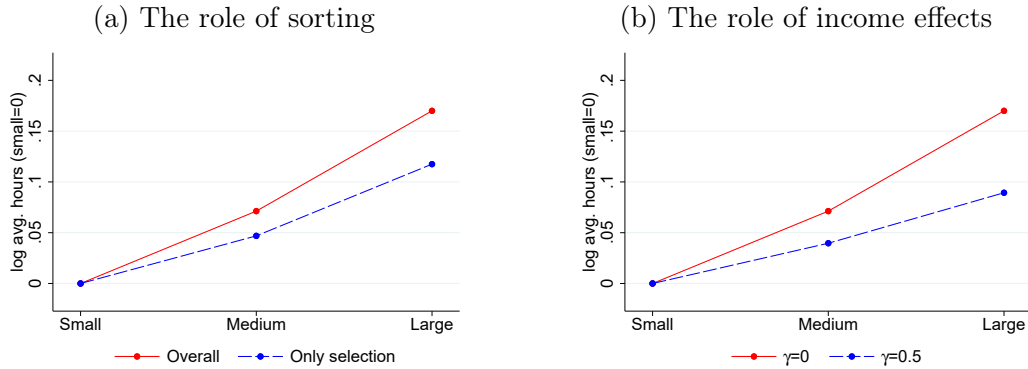 (a) The role of sorting
log avg. hours (small=0)
.2
.15
.1
.05
0
Small Medium Large
Overall Only selection
(b) The role of income effects
log avg. hours (small=0)
.2
.15
.1
.05
0
Small Medium Large
γ=0 γ=0.5